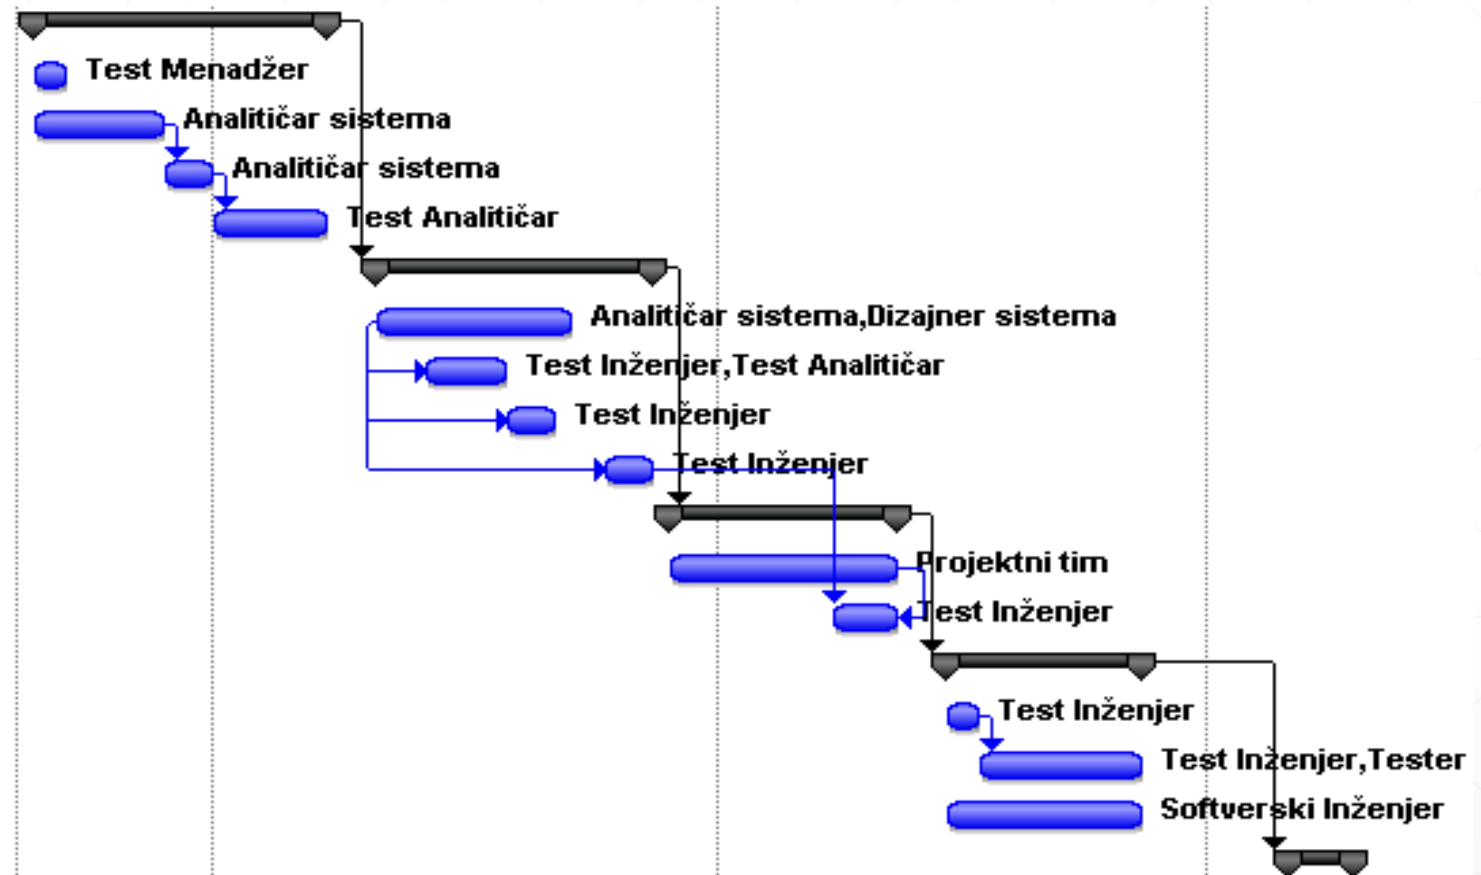 Test Menadžer
Analitičar sistema
Analitičar sistema
Test Analitičar
Analitičar sistema,Dizajner sistema
Test Inženjer,Test Analitičar
Test Inženjer
Test Inženjer
Projektni tim
Test Inženjer
Test Inženjer
Test Inženjer,Tester
Softverski Inženjer